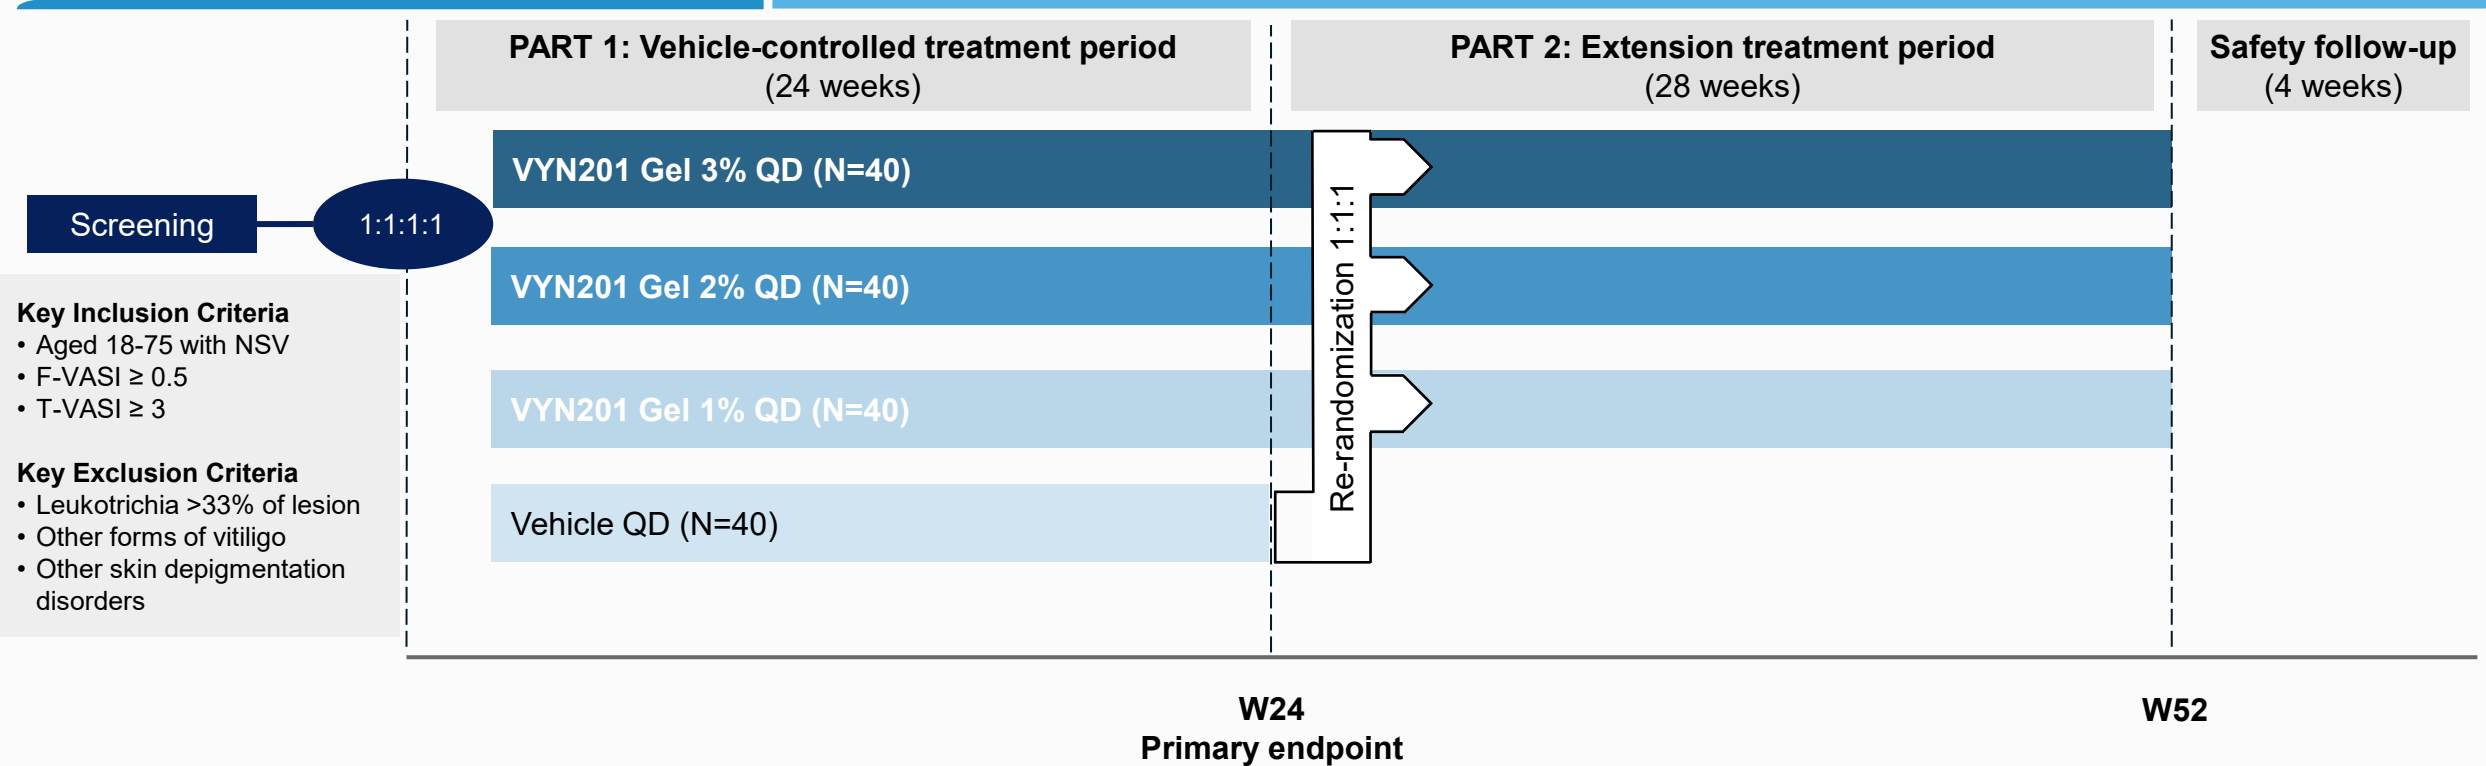 PART 1: Vehicle-controlled treatment period
(24 weeks)
PART 2: Extension treatment period
(28 weeks)
Safety follow-up
(4 weeks)
Screening
1:1:1:1
VYN201 Gel 3% QD (N=40)
VYN201 Gel 2% QD (N=40)
VYN201 Gel 1% QD (N=40)
Vehicle QD (N=40)
Re-randomization 1:1:1
Key Inclusion Criteria
• Aged 18-75 with NSV
• F-VASI ≥ 0.5
• T-VASI ≥ 3
Key Exclusion Criteria
• Leukotrichia >33% of lesion
• Other forms of vitiligo
• Other skin depigmentation
disorders
W24
Primary endpoint
W52